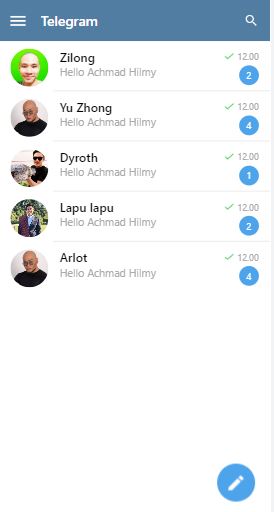 Telegram
Zilong 12.00
Hello Achmad Hilmy 2
Yu Zhong 12.00
Hello Achmad Hilmy 4
Dyroth 12.00
Hello Achmad Hilmy 1
Lapu lapu 12.00
Hello Achmad Hilmy 2
Arlot 12.00
Hello Achmad Hilmy 4